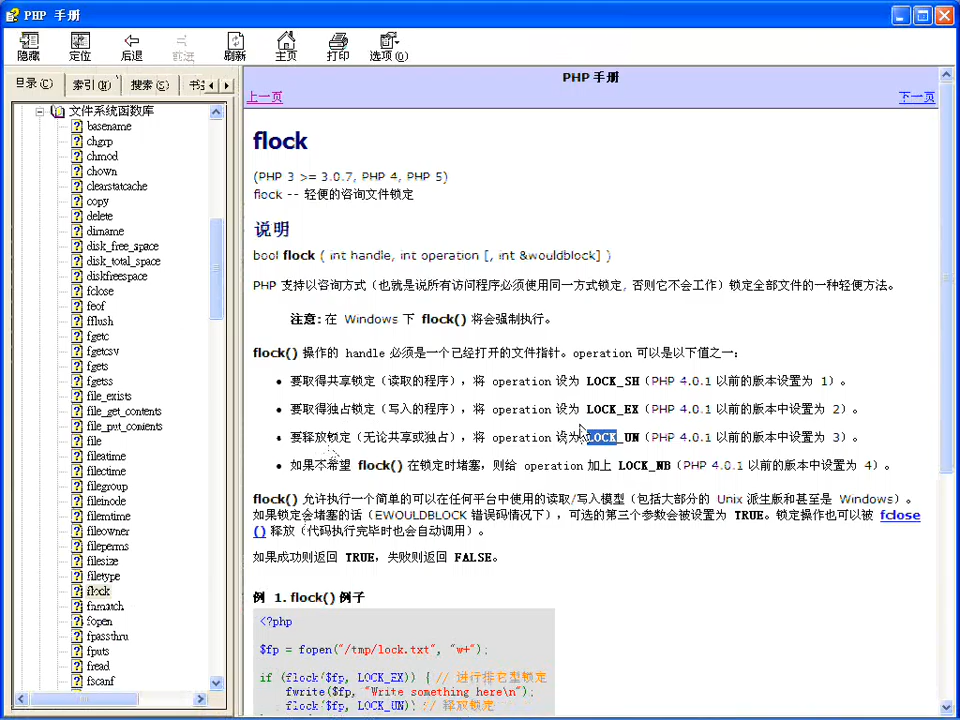 PHP 手册
隐藏 定位 后退 前进 刷新 主页 打印 选项(O)
目录(C) 索引(N) 搜索(S)
文件系统函数库
basename
chgrp
chmod
chown
clearstatcache
copy
delete
dirname
disk_free_space
disk_total_space
diskfreespace
fclose
feof
fflush
fgetc
fgetcsv
fgets
fgetss
file_exists
file_get_contents
file_put_contents
file
fileatime
filectime
filegroup
fileinode
filemtime
fileowner
fileperms
filesize
filetype
flock
fnmatch
fopen
fpassthru
fputs
fread
fscanf
PHP 手册
上一页 下一页
flock
(PHP 3 >= 3.0.7, PHP 4, PHP 5)
flock -- 轻便的咨询文件锁定
说明
bool flock ( int handle, int operation [, int &wouldblock] )
PHP 支持以咨询方式（也就是说所有访问程序必须使用同一方式锁定, 否则它不会工作）锁定全部文件的一种轻便方法。
注意: 在 Windows 下 flock() 将会强制执行。
flock() 操作的 handle 必须是一个已经打开的文件指针。operation 可以是以下值之一：
• 要取得共享锁定（读取的程序），将 operation 设为 LOCK_SH（PHP 4.0.1 以前的版本设置为 1）。
• 要取得独占锁定（写入的程序），将 operation 设为 LOCK_EX（PHP 4.0.1 以前的版本中设置为 2）。
• 要释放锁定（无论共享或独占），将 operation 设为 LOCK_UN（PHP 4.0.1 以前的版本中设置为 3）。
• 如果不希望 flock() 在锁定时堵塞，则给 operation 加上 LOCK_NB（PHP 4.0.1 以前的版本中设置为 4）。
flock() 允许执行一个简单的可以在任何平台中使用的读取/写入模型（包括大部分的 Unix 派生版和甚至是 Windows）。
如果锁定会堵塞的话（EWOULDBLOCK 错误码情况下），可选的第三个参数会被设置为 TRUE。锁定操作也可以被 fclose
() 释放（代码执行完毕时也会自动调用）。
如果成功则返回 TRUE，失败则返回 FALSE。
例 1. flock() 例子
<?php
$fp = fopen("/tmp/lock.txt", "w+");
if (flock($fp, LOCK_EX)) { // 进行排它型锁定
fwrite($fp, "Write something here\n");
flock($fp, LOCK_UN); // 释放锁定